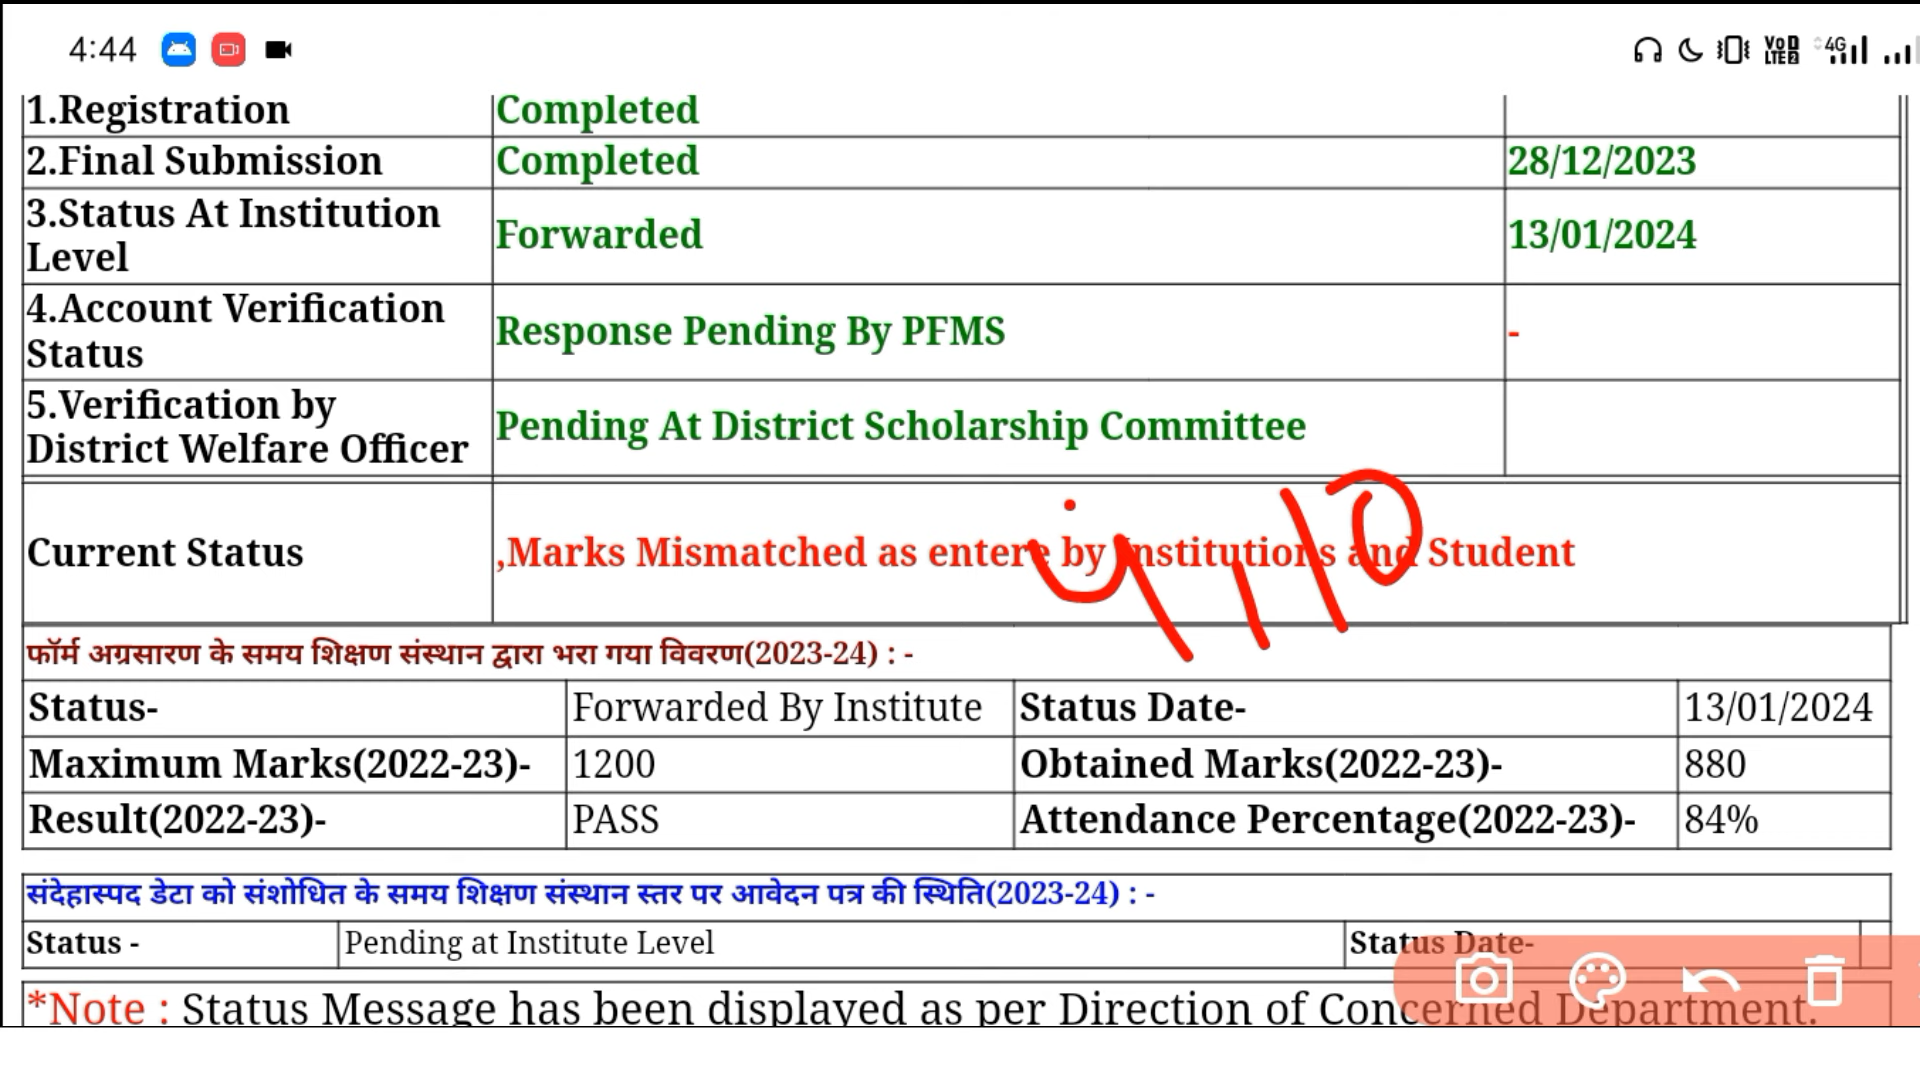 4:44
VoLTE 2 4G
1.Registration Completed
2.Final Submission Completed 28/12/2023
3.Status At Institution Level Forwarded 13/01/2024
4.Account Verification Status Response Pending By PFMS -
5.Verification by District Welfare Officer Pending At District Scholarship Committee
Current Status ,Marks Mismatched as entere by Institutions and Student
फॉर्म अग्रसारण के समय शिक्षण संस्थान द्वारा भरा गया विवरण(2023-24) : -
Status- Forwarded By Institute Status Date- 13/01/2024
Maximum Marks(2022-23)- 1200 Obtained Marks(2022-23)- 880
Result(2022-23)- PASS Attendance Percentage(2022-23)- 84%
संदेहास्पद डेटा को संशोधित के समय शिक्षण संस्थान स्तर पर आवेदन पत्र की स्थिति(2023-24) : -
Status - Pending at Institute Level Status Date-
*Note : Status Message has been displayed as per Direction of Concerned Department.